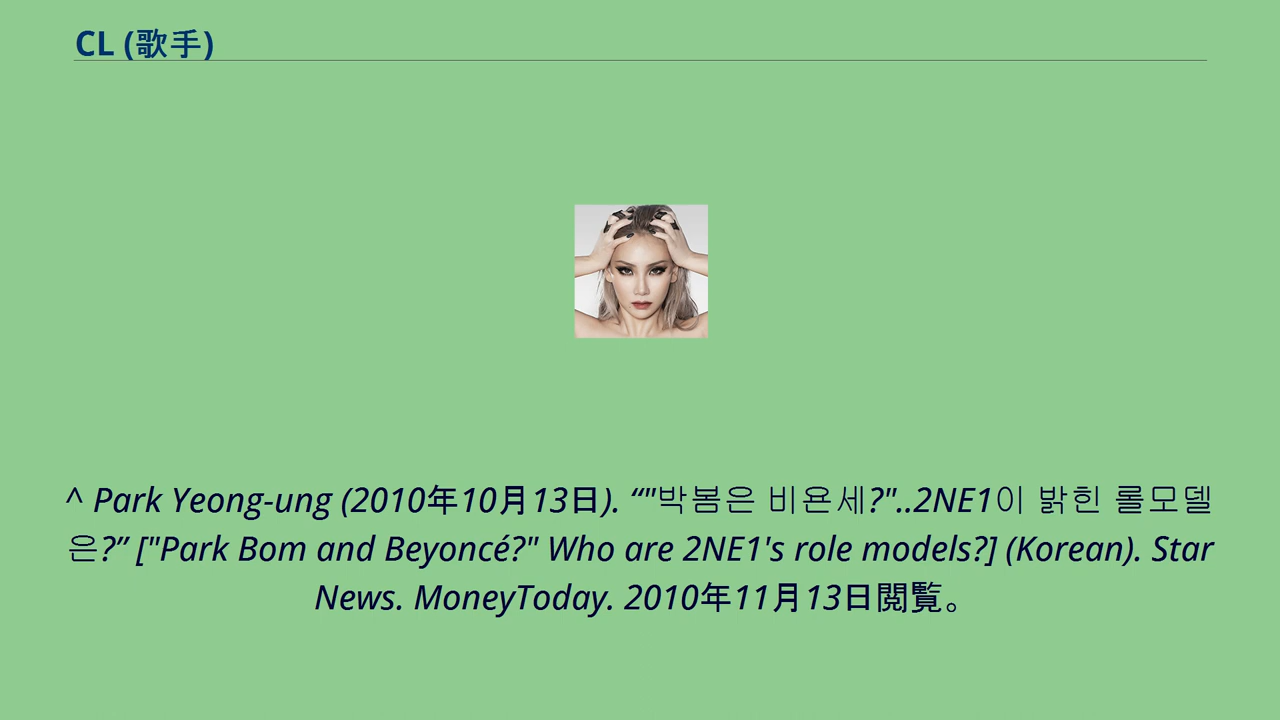 CL (歌手)
^ Park Yeong-ung (2010年10月13日). “"박봄은 비욘세?"..2NE1이 밝힌 롤모델
은?” ["Park Bom and Beyoncé?" Who are 2NE1's role models?] (Korean). Star
News. MoneyToday. 2010年11月13日閲覧。